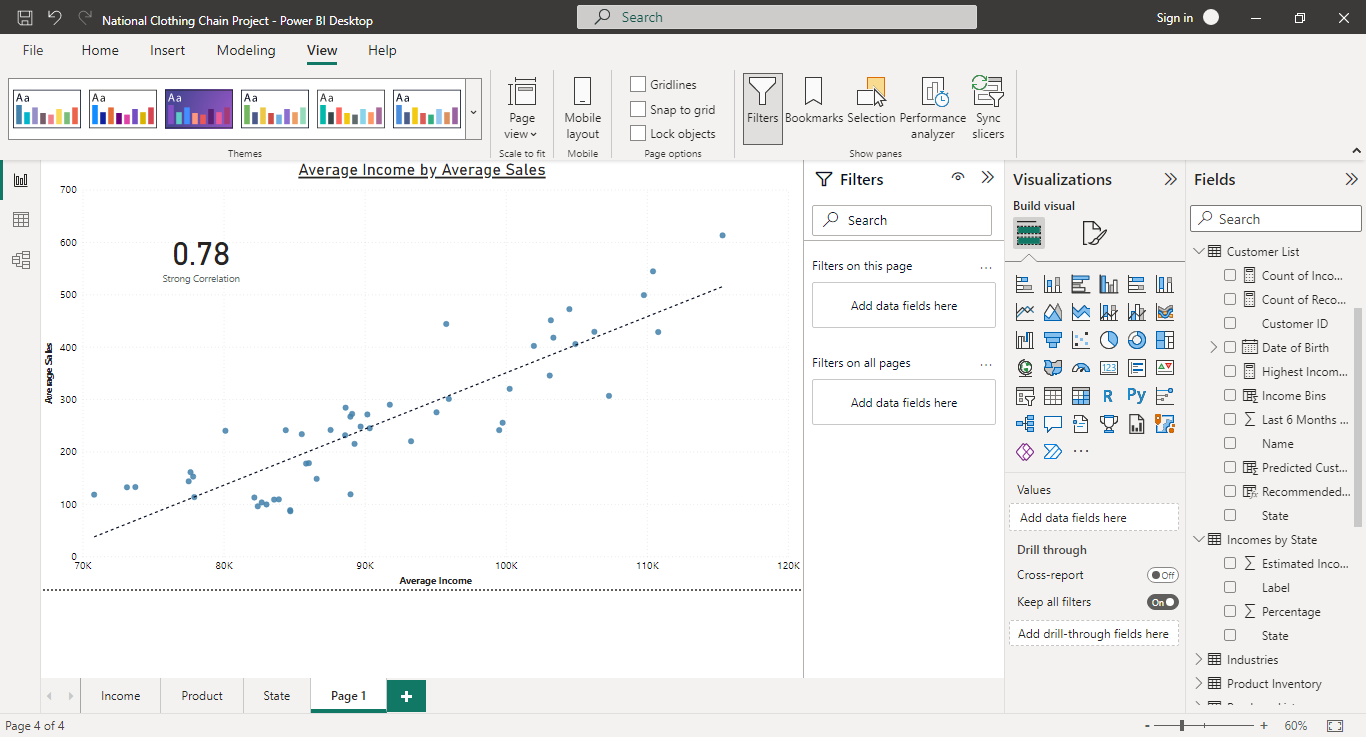 National Clothing Chain Project - Power BI Desktop
Search
Sign in
File
Home
Insert
Modeling
View
Help
Aa
Aa
Aa
Aa
Aa
Aa
Themes
Page
view
Scale to fit
Mobile
layout
Mobile
Gridlines
Snap to grid
Lock objects
Page options
Filters
Bookmarks
Selection
Performance
analyzer
Sync
slicers
Show panes
Average Income by Average Sales
0.78
Strong Correlation
700
600
500
400
300
200
100
0
Average Sales
70K
80K
90K
100K
110K
120K
Average Income
Filters
Search
Filters on this page
...
Add data fields here
Filters on all pages
...
Add data fields here
Visualizations
Build visual
123
R
Py
...
Values
Add data fields here
Drill through
Cross-report
Off
Keep all filters
On
Add drill-through fields here
Fields
Search
Customer List
Count of Inco...
Count of Reco...
Customer ID
Date of Birth
Highest Incom...
Income Bins
Last 6 Months ...
Name
Predicted Cust...
Recommended...
State
Incomes by State
Estimated Inco...
Label
Percentage
State
Industries
Product Inventory
Income
Product
State
Page 1
+
Page 4 of 4
-
+
60%